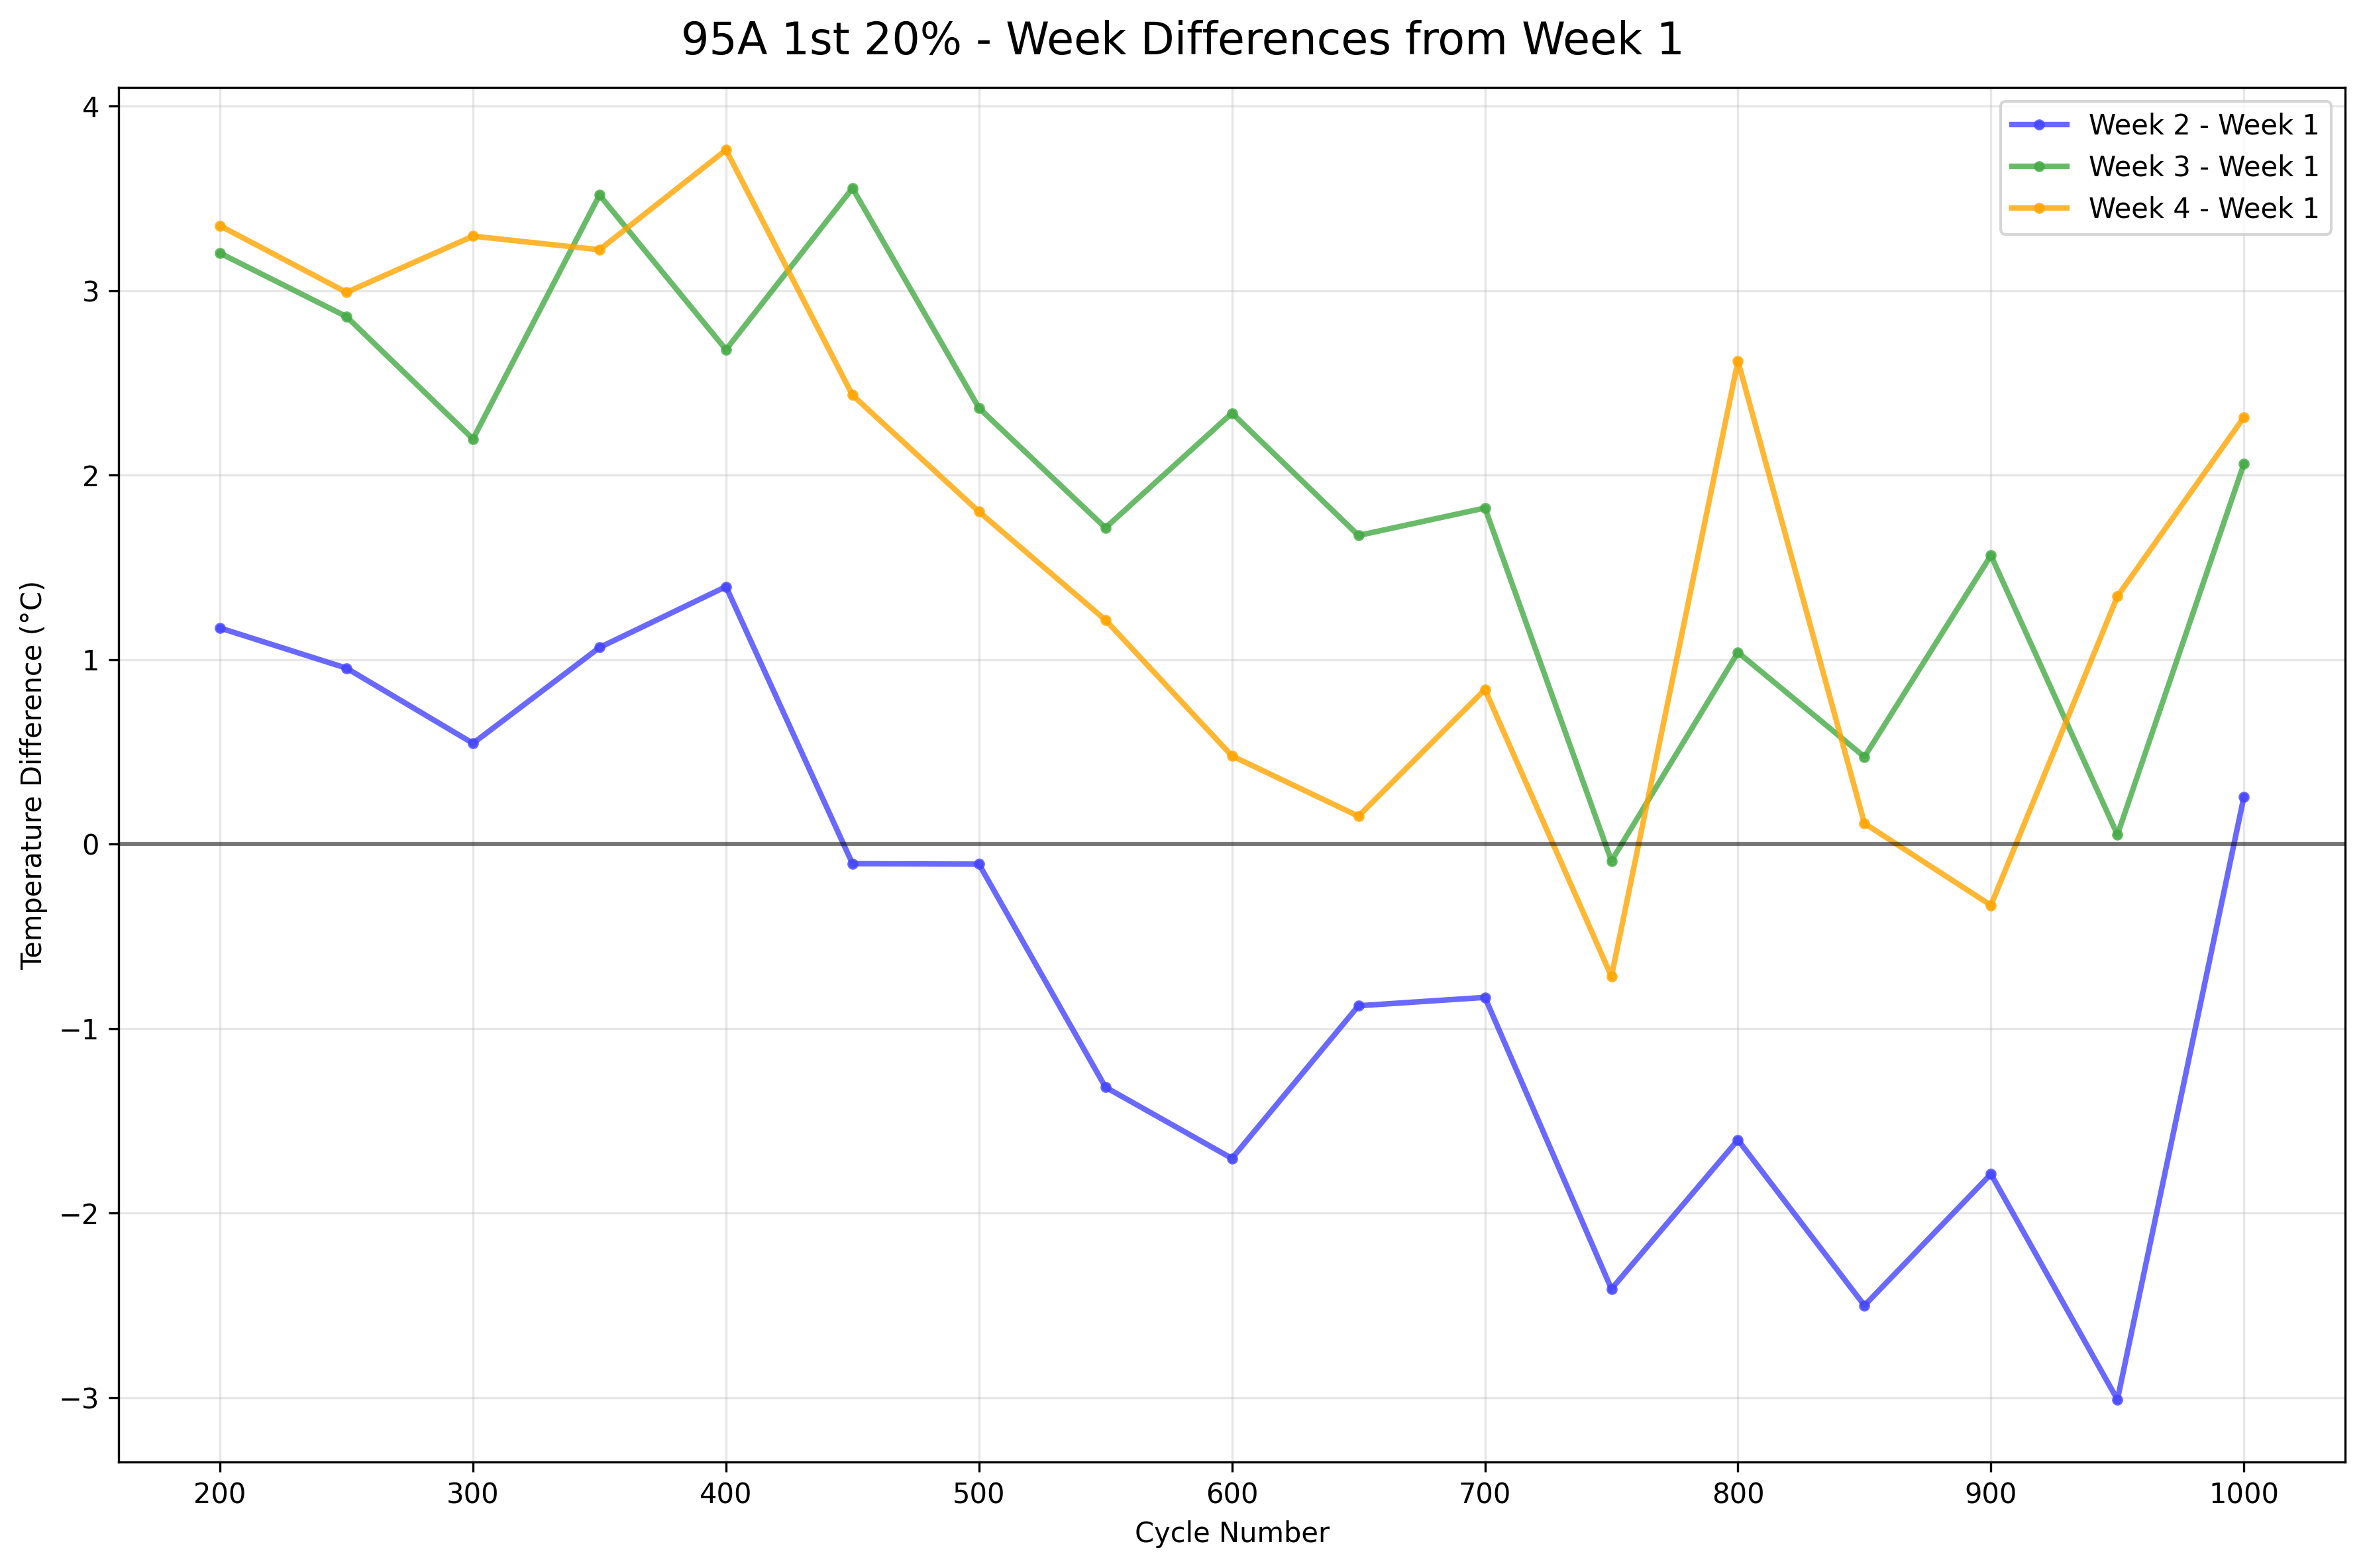 95A 1st 20% - Week Differences from Week 1
Week 2 - Week 1
Week 3 - Week 1
Week 4 - Week 1
Temperature Difference (°C)
4
3
2
1
0
−1
−2
−3
200 300 400 500 600 700 800 900 1000
Cycle Number